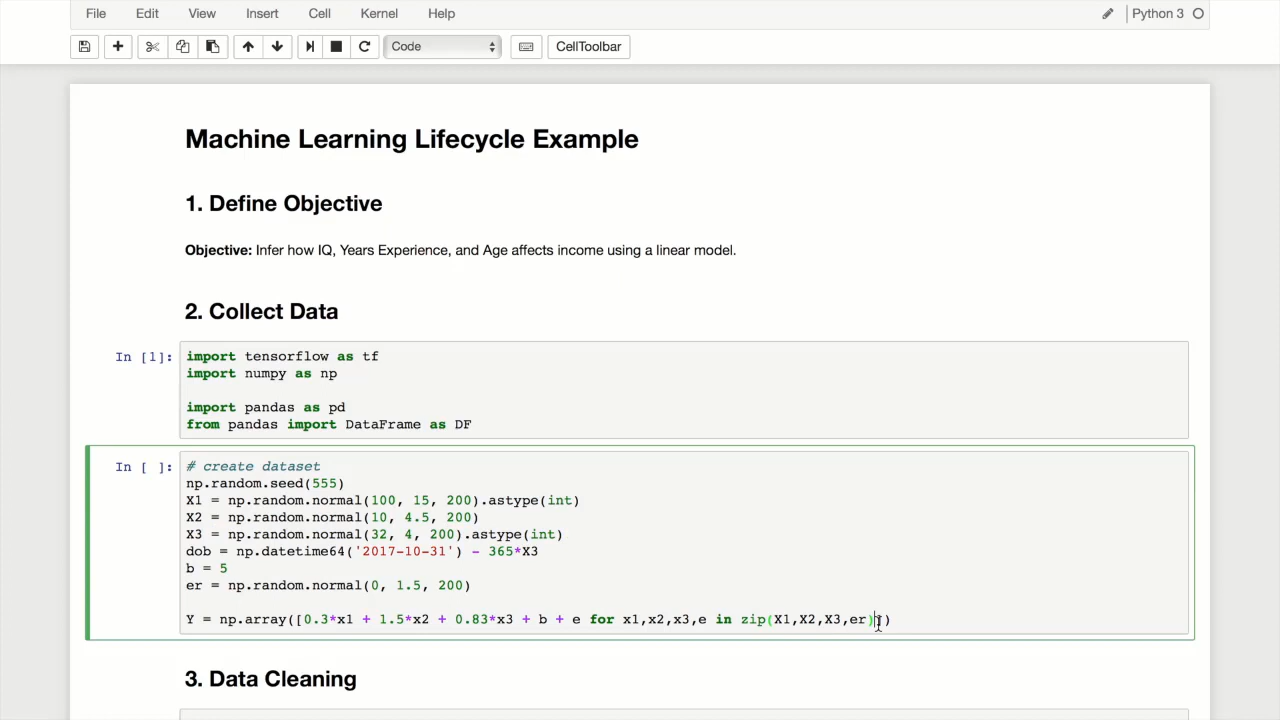 File Edit View Insert Cell Kernel Help Python 3
Code CellToolbar
Machine Learning Lifecycle Example
1. Define Objective
Objective: Infer how IQ, Years Experience, and Age affects income using a linear model.
2. Collect Data
In [1]: import tensorflow as tf
import numpy as np
import pandas as pd
from pandas import DataFrame as DF
In [ ]: # create dataset
np.random.seed(555)
X1 = np.random.normal(100, 15, 200).astype(int)
X2 = np.random.normal(10, 4.5, 200)
X3 = np.random.normal(32, 4, 200).astype(int)
dob = np.datetime64('2017-10-31') - 365*X3
b = 5
er = np.random.normal(0, 1.5, 200)
Y = np.array([0.3*x1 + 1.5*x2 + 0.83*x3 + b + e for x1,x2,x3,e in zip(X1,X2,X3,er)])
3. Data Cleaning